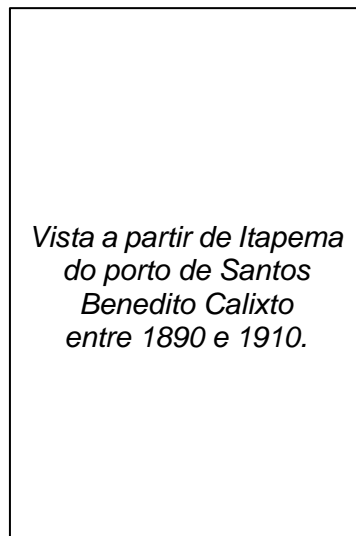 Vista a partir de Itapema
do porto de Santos
Benedito Calixto
entre 1890 e 1910.